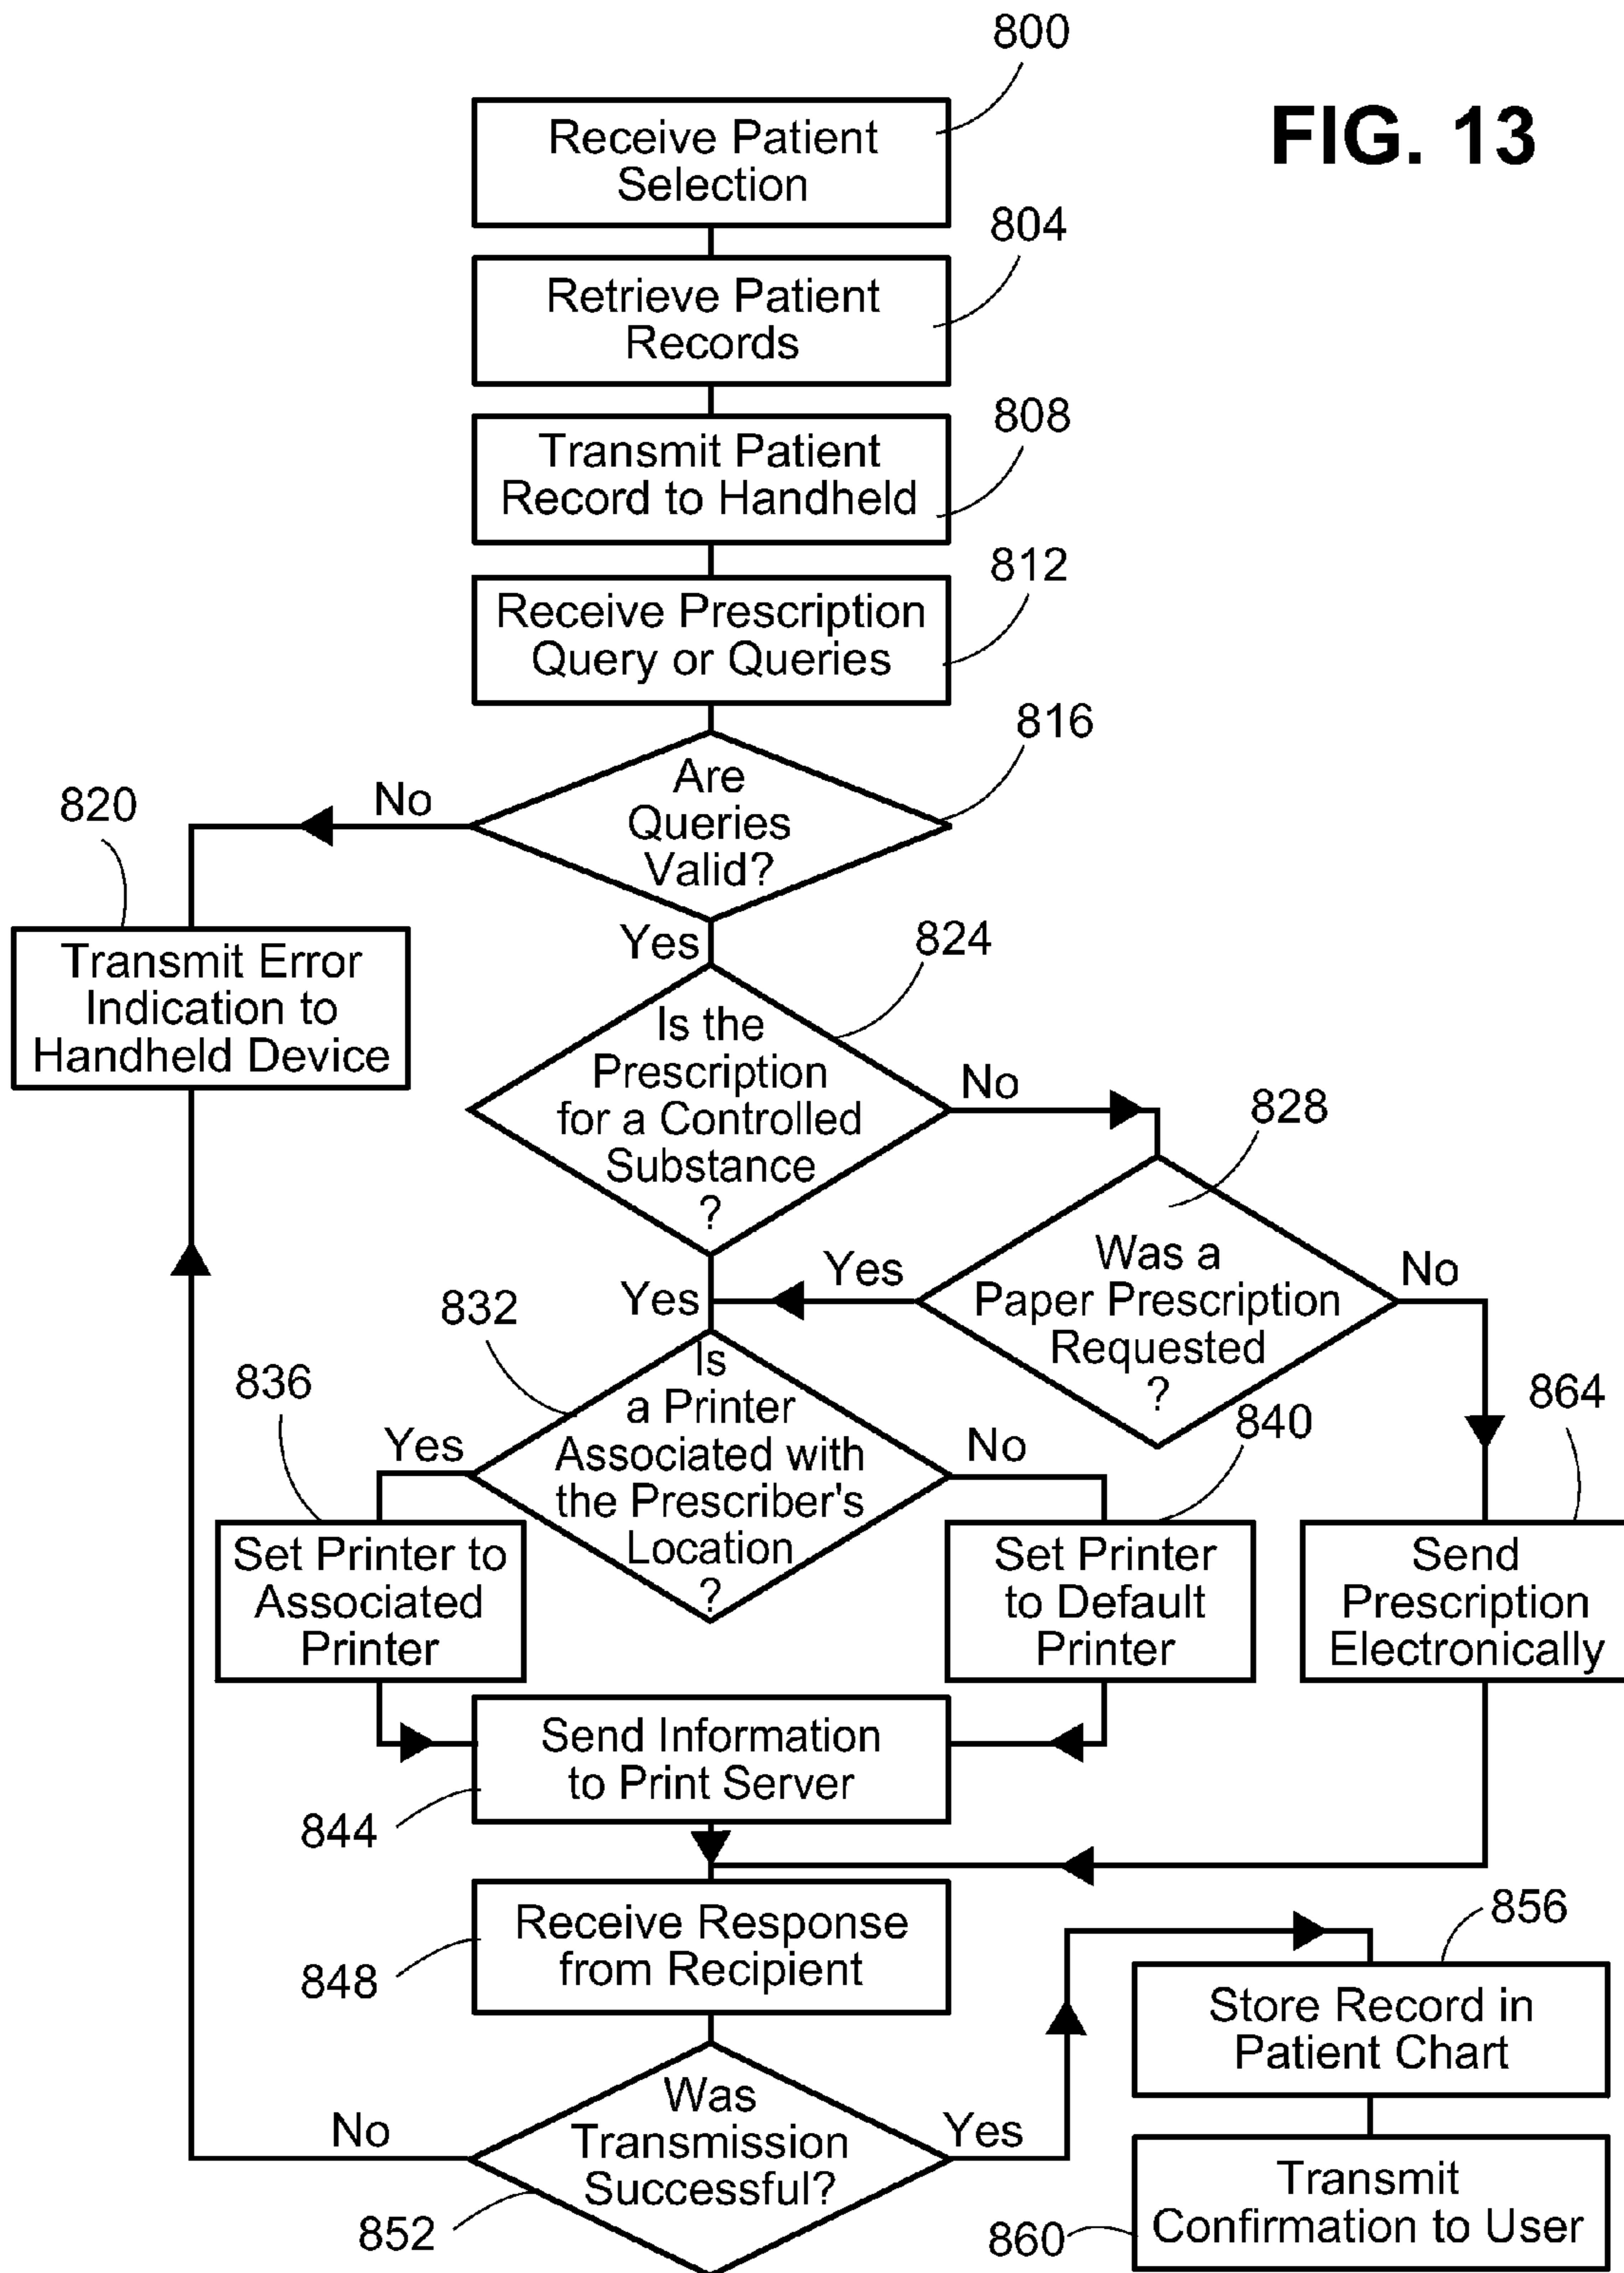 800
FIG. 13
Receive Patient
Selection
804
Retrieve Patient
Records
808
Transmit Patient
Record to Handheld
812
Receive Prescription
Query or Queries
816
Are
Queries
Valid?
No
820
Transmit Error
Indication to
Handheld Device
Yes
824
Is the
Prescription
for a Controlled
Substance
?
No
828
Was a
Paper Prescription
Requested
?
Yes
No
Yes
832
Is
a Printer
Associated with
the Prescriber's
Location
?
836
Yes
No
840
864
Set Printer to
Associated
Printer
Set Printer
to Default
Printer
Send
Prescription
Electronically
Send Information
to Print Server
844
Receive Response
from Recipient
848
856
Store Record in
Patient Chart
Was
Transmission
Successful?
No
Yes
852
Transmit
Confirmation to User
860